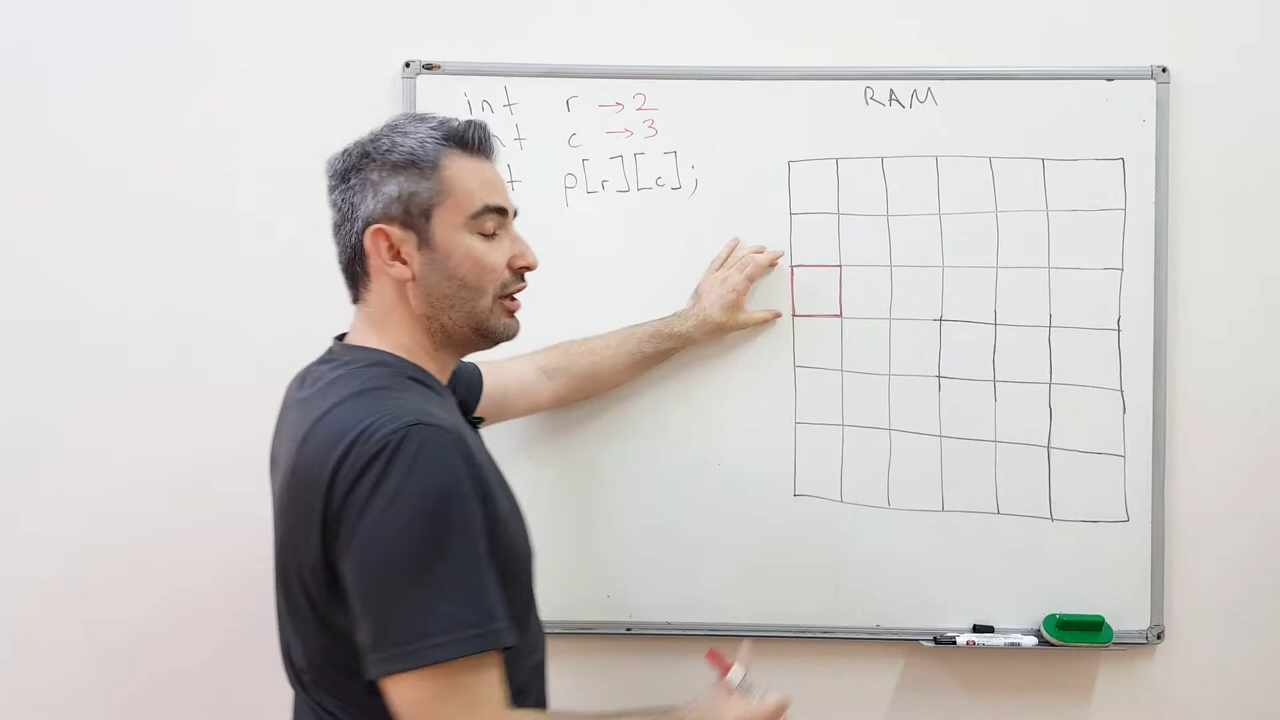 int r → 2
nt c → 3
t p[r][c];
RAM